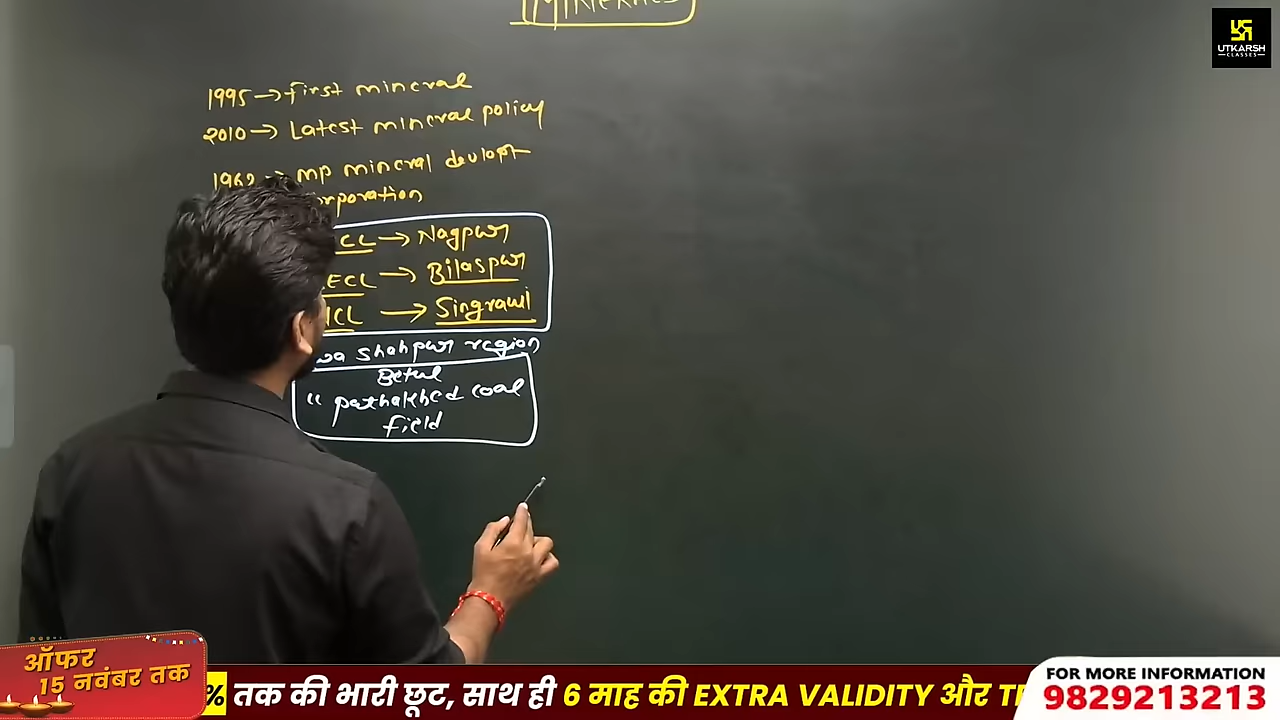 MINERALS
UTKARSH
CLASSES
1995 → first mineral
2010 → Latest mineral policy
1962 → MP mineral devlopt
orporation
CL → Nagpur
ECL → Bilaspur
CL → Singrauli
wa shahpur region
Betul
" pathakhed coal
field
ऑफर
15 नवंबर तक
% तक की भारी छूट, साथ ही 6 माह की EXTRA VALIDITY और
FOR MORE INFORMATION
9829213213